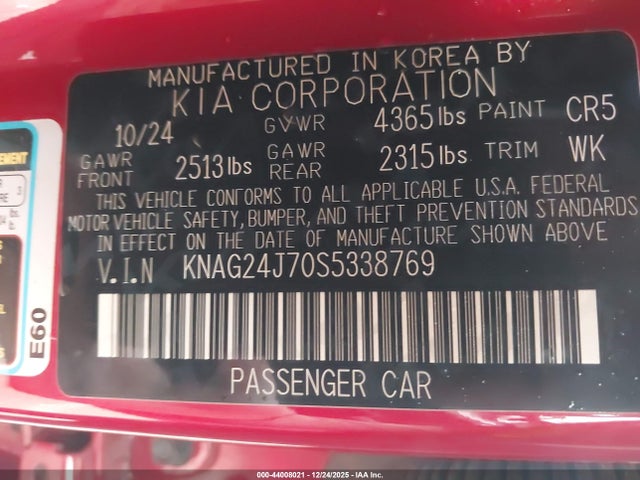 MANUFACTURED IN KOREA BY
KIA CORPORATION
10/24 GVWR 4365 lbs PAINT CR5
GAWR FRONT 2513 lbs GAWR REAR 2315 lbs TRIM WK
THIS VEHICLE CONFORMS TO ALL APPLICABLE U.S.A. FEDERAL
MOTOR VEHICLE SAFETY, BUMPER, AND THEFT PREVENTION STANDARDS
IN EFFECT ON THE DATE OF MANUFACTURE SHOWN ABOVE
V.I.N KNAG24J70S5338769
PASSENGER CAR
E60
000-44008021 - 12/24/2025 - IAA Inc.